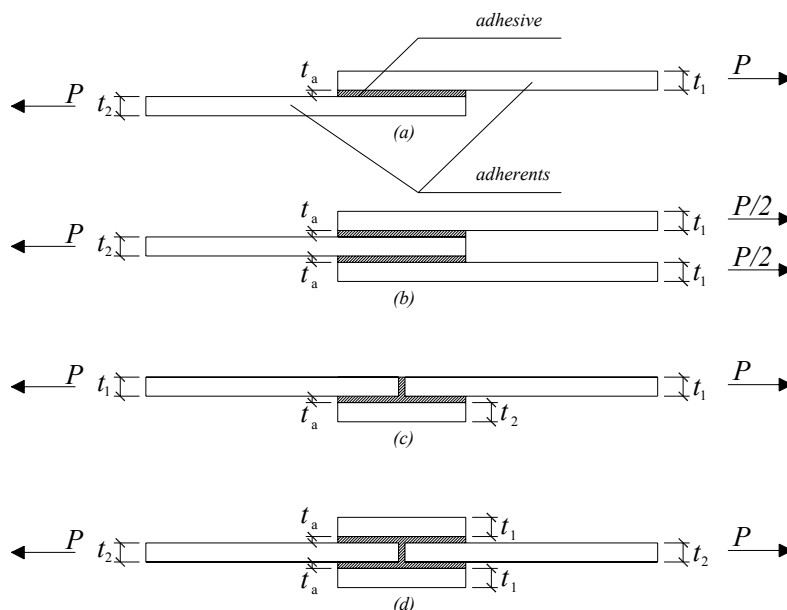 adhesive
tₐ
P
t₁
P
t₂
(a)
adherents
tₐ
P/2
t₁
P
t₂
P/2
tₐ
t₁
(b)
P
t₁
P
t₁
tₐ
t₂
(c)
tₐ
t₁
P
t₂
P
t₂
tₐ
t₁
(d)